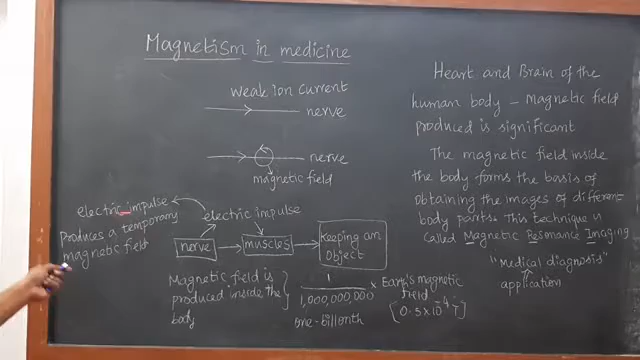 Magnetism in medicine
weak ion current
nerve
nerve
magnetic field
electric impulse
Produces a temporary
magnetic field
electric impulse
nerve
muscles
Keeping an
Object
Magnetic field is
produced inside the
body
1
1,000,000,000
one-billionth
× Earth's magnetic
field
[0.5×10⁻⁴ T]
Heart and Brain of the
human body – Magnetic field
produced is significant
The magnetic field inside
the body forms the basis of
obtaining the images of different
body parts. This technique is
called Magnetic Resonance Imaging
"Medical diagnosis"
application